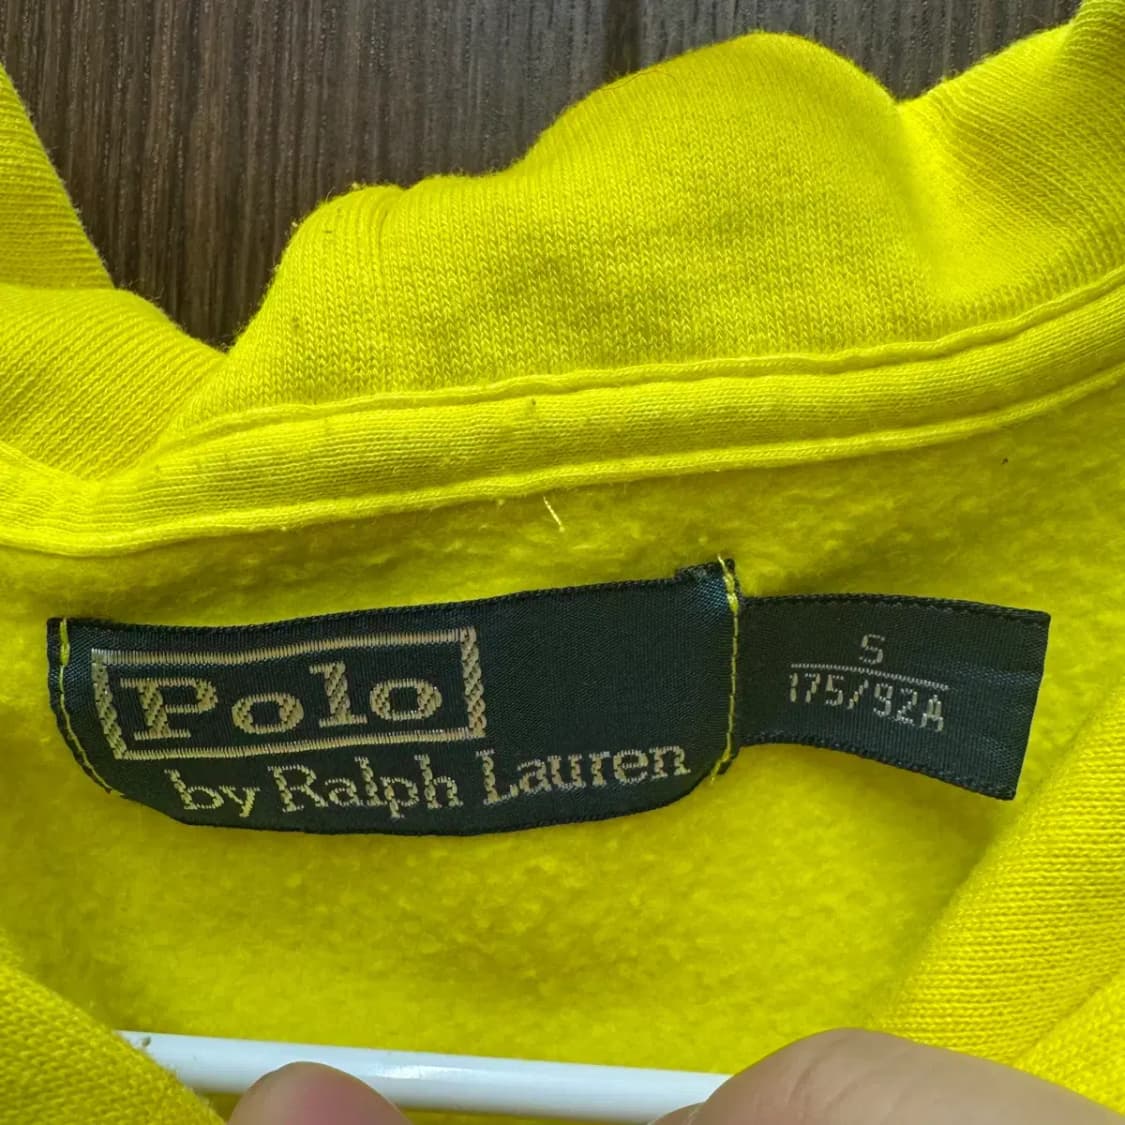 Polo
by Ralph Lauren
S
175/92A